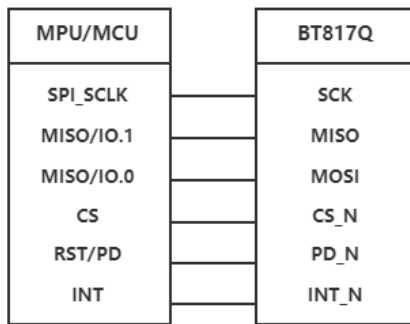 MPU/MCU BT817Q
SPI_SCLK SCK
MISO/IO.1 MISO
MISO/IO.0 MOSI
CS CS_N
RST/PD PD_N
INT INT_N